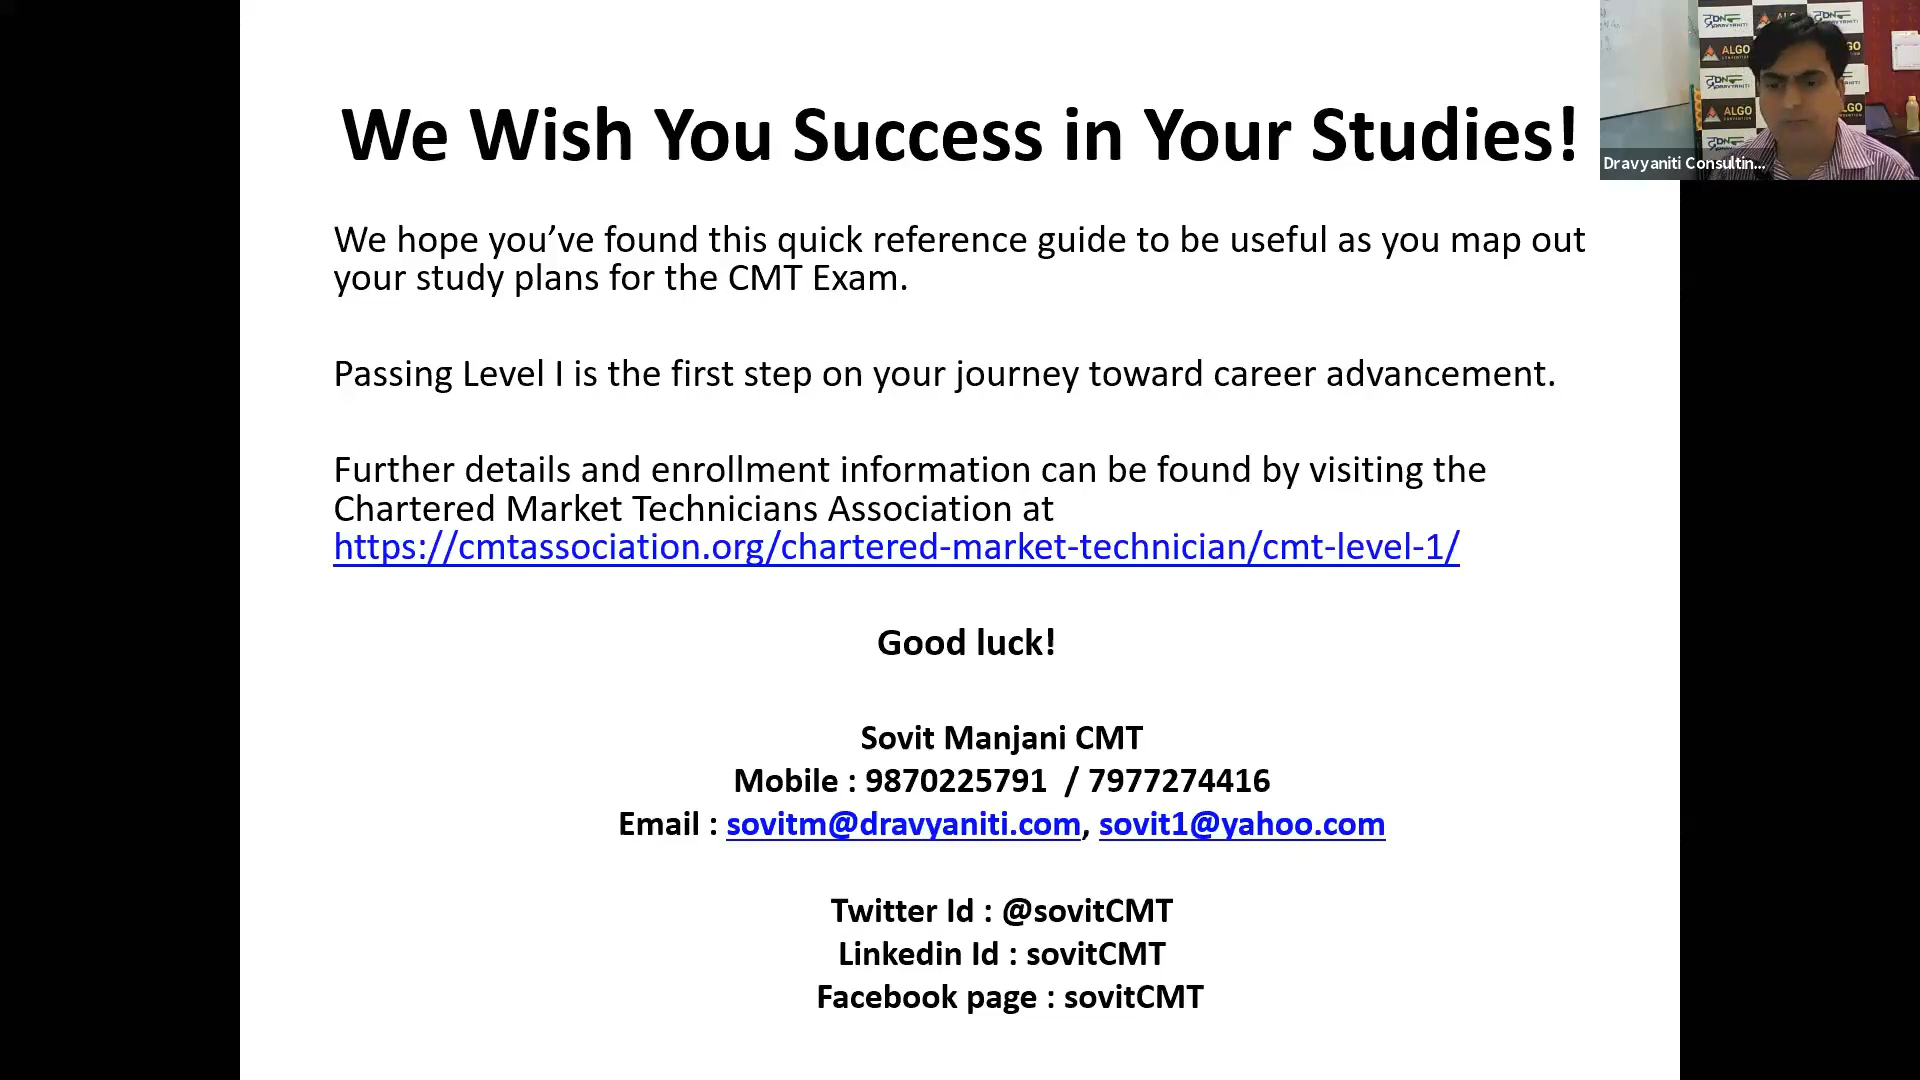 We Wish You Success in Your Studies!
We hope you’ve found this quick reference guide to be useful as you map out
your study plans for the CMT Exam.
Passing Level I is the first step on your journey toward career advancement.
Further details and enrollment information can be found by visiting the
Chartered Market Technicians Association at
https://cmtassociation.org/chartered-market-technician/cmt-level-1/
Good luck!
Sovit Manjani CMT
Mobile : 9870225791 / 7977274416
Email : sovitm@dravyaniti.com, sovit1@yahoo.com
Twitter Id : @sovitCMT
Linkedin Id : sovitCMT
Facebook page : sovitCMT
ALGO
ALGO
Dravyaniti Consultin...